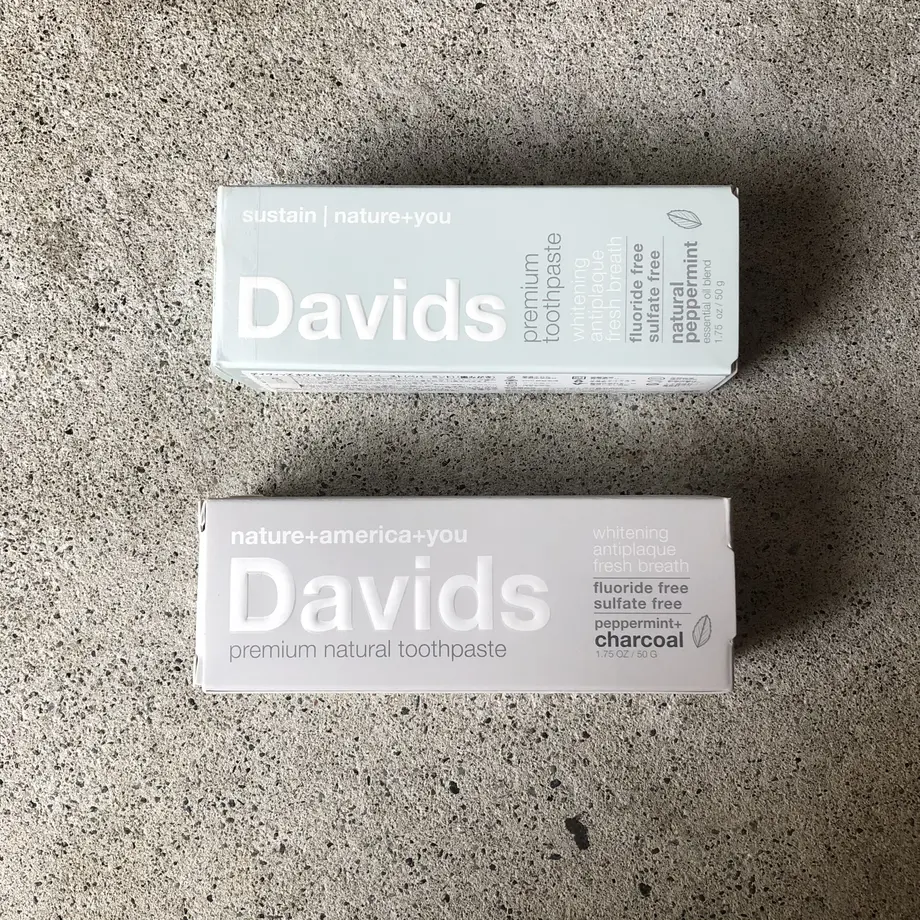 sustain | nature+you
Davids
premium
toothpaste
whitening
antiplaque
fresh breath
fluoride free
sulfate free
natural
peppermint
essential oil blend
1.75 oz / 50 g
nature+america+you
Davids
premium natural toothpaste
whitening
antiplaque
fresh breath
fluoride free
sulfate free
peppermint+
charcoal
1.75 OZ / 50 G